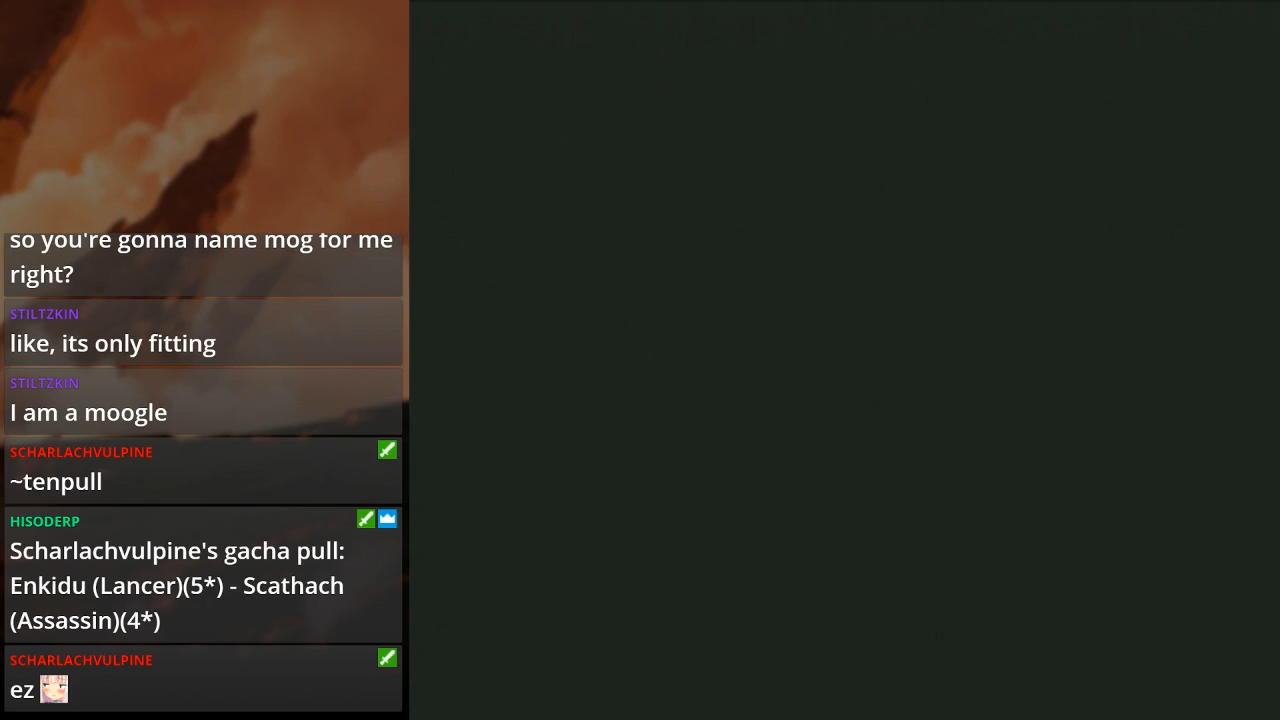 so you're gonna name mog for me
right?
STILTZKIN
like, its only fitting
STILTZKIN
I am a moogle
SCHARLACHVULPINE
~tenpull
HISODERP
Scharlachvulpine's gacha pull:
Enkidu (Lancer)(5*) - Scathach
(Assassin)(4*)
SCHARLACHVULPINE
ez